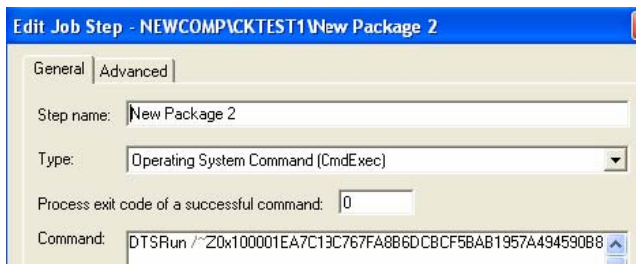 Edit Job Step - NEWCOMP\CKTEST1\New Package 2
General Advanced
Step name: New Package 2
Type: Operating System Command (CmdExec)
Process exit code of a successful command: 0
Command: DTSRun /~Z0x100001EA7C19C767FA8B6DCBCF5BAB1957A494590B8